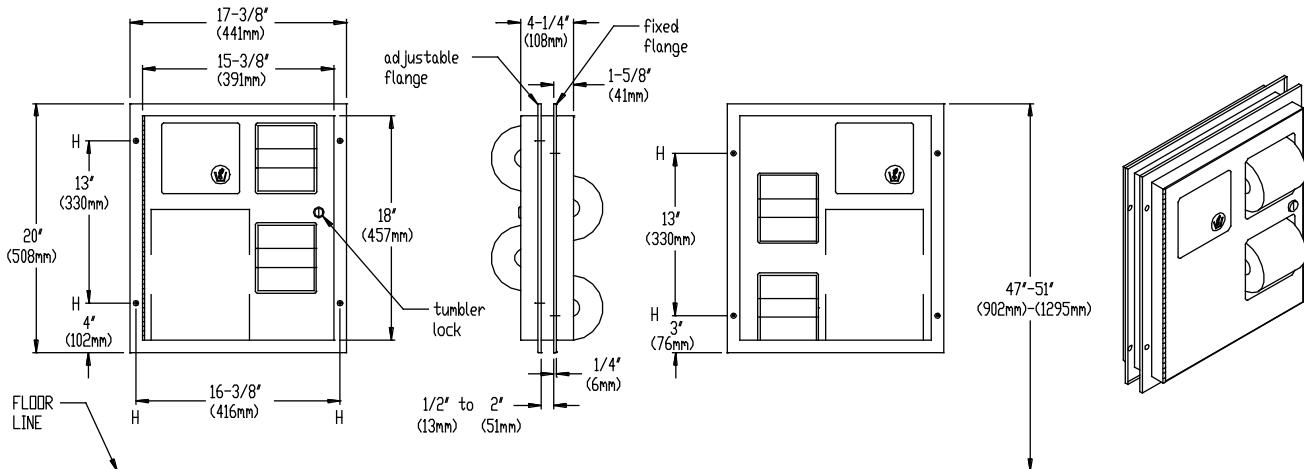 17-3/8"
(441mm)
15-3/8"
(391mm)
H
13"
(330mm)
20"
(508mm)
18"
(457mm)
H
4"
(102mm)
tumbler
lock
16-3/8"
(416mm)
H
H
FLOOR
LINE
4-1/4"
(108mm)
fixed
flange
adjustable
flange
1-5/8"
(41mm)
1/4"
(6mm)
1/2" to 2"
(13mm) (51mm)
H
13"
(330mm)
H
3"
(76mm)
47"-51"
(902mm)-(1295mm)